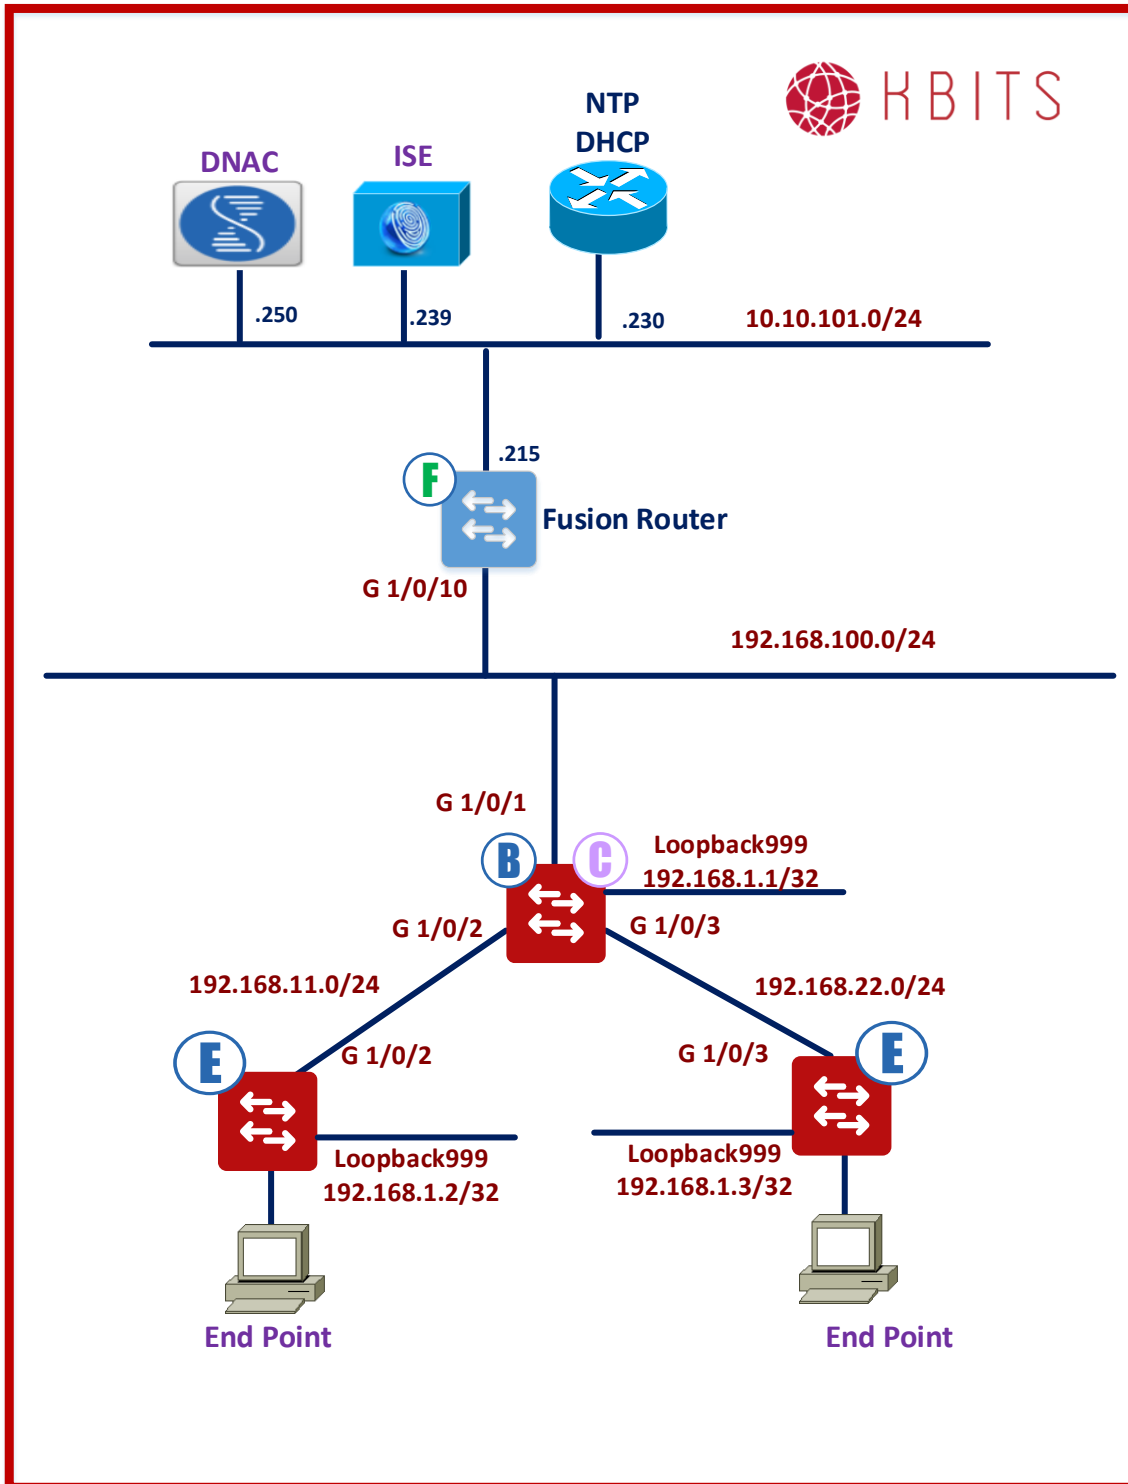 KBITS
NTP
DHCP
DNAC
ISE
.250
.239
.230
10.10.101.0/24
.215
F
Fusion Router
G 1/0/10
192.168.100.0/24
G 1/0/1
B
C
Loopback999
192.168.1.1/32
G 1/0/2
G 1/0/3
192.168.11.0/24
192.168.22.0/24
E
G 1/0/2
G 1/0/3
E
Loopback999
192.168.1.2/32
Loopback999
192.168.1.3/32
End Point
End Point